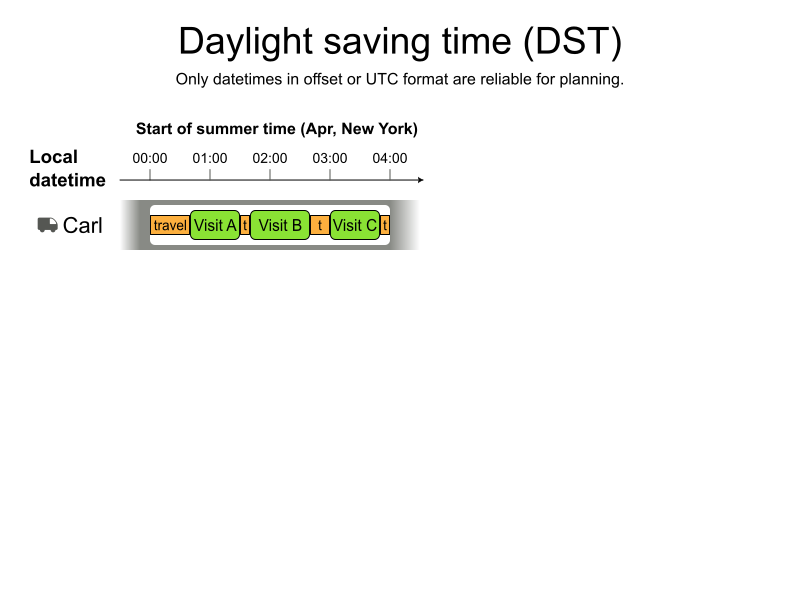 Daylight saving time (DST)
Only datetimes in offset or UTC format are reliable for planning.
Start of summer time (Apr, New York)
Local
datetime
00:00 01:00 02:00 03:00 04:00
Carl
travel Visit A t Visit B t Visit C t